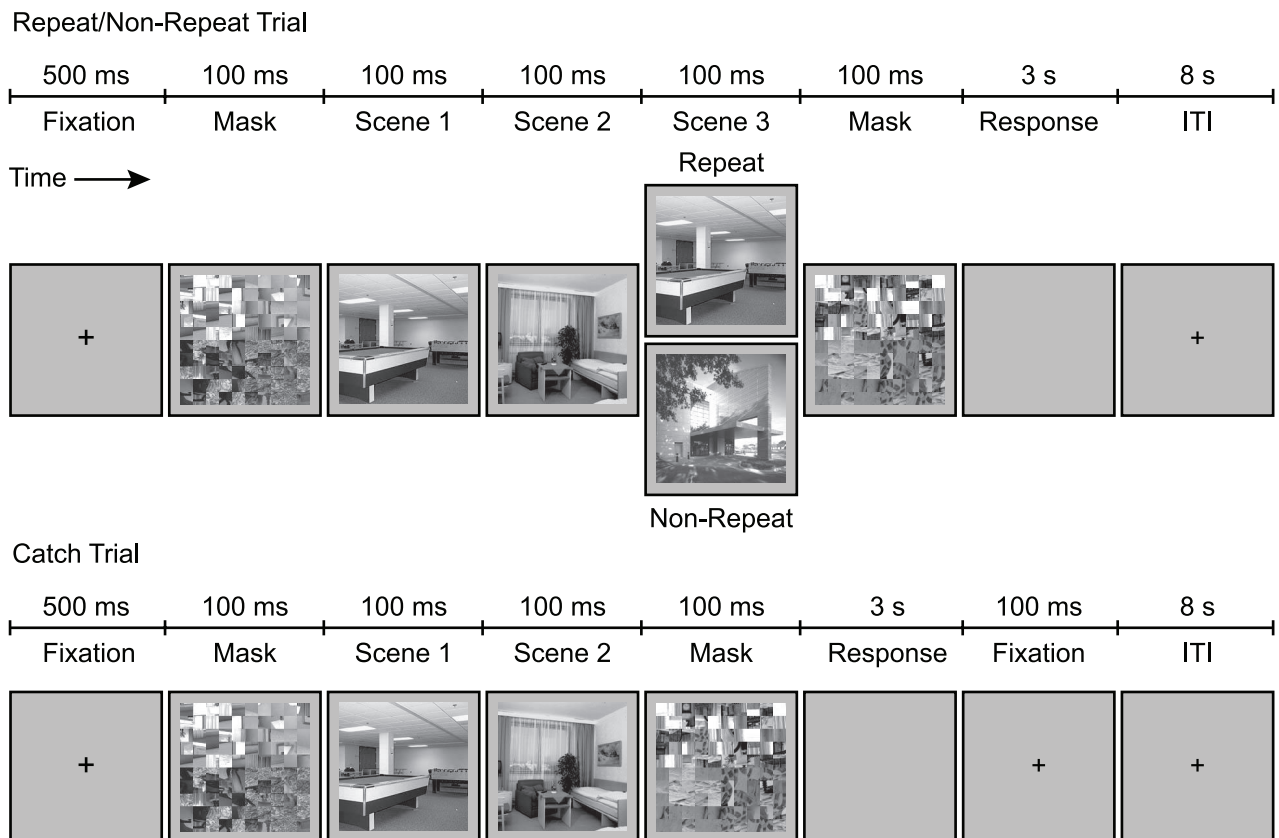 Repeat/Non-Repeat Trial
500 ms 100 ms 100 ms 100 ms 100 ms 100 ms 3 s 8 s
Fixation Mask Scene 1 Scene 2 Scene 3 Mask Response ITI
Time
Repeat
+ +
Non-Repeat
Catch Trial
500 ms 100 ms 100 ms 100 ms 100 ms 3 s 100 ms 8 s
Fixation Mask Scene 1 Scene 2 Mask Response Fixation ITI
+ + +